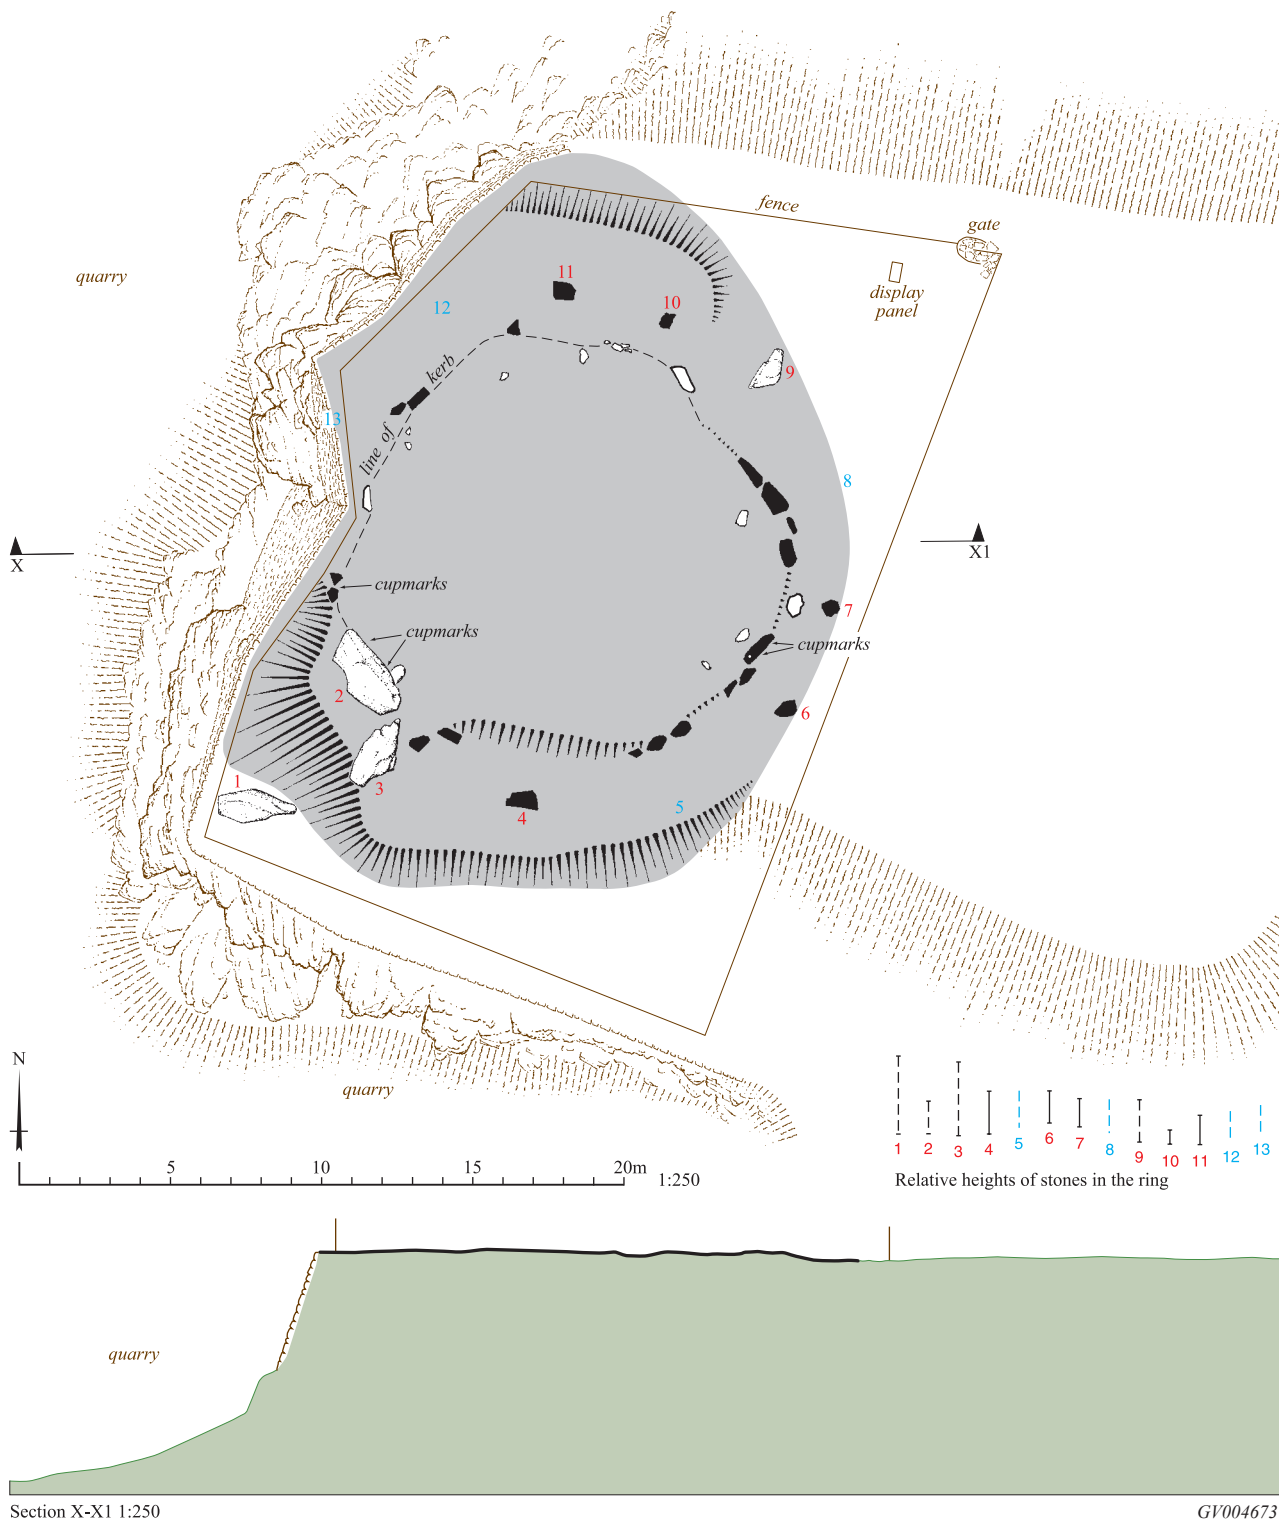 fence
gate
quarry
11
display
panel
12
10
kerb
9
13
line of
8
X
X1
cupmarks
7
cupmarks
cupmarks
2
6
1
3
5
4
N
quarry
5
10
15
20m
1:250
1
2
3
4
5
6
7
8
9
10
11
12
13
Relative heights of stones in the ring
quarry
Section X-X1 1:250
GV004673